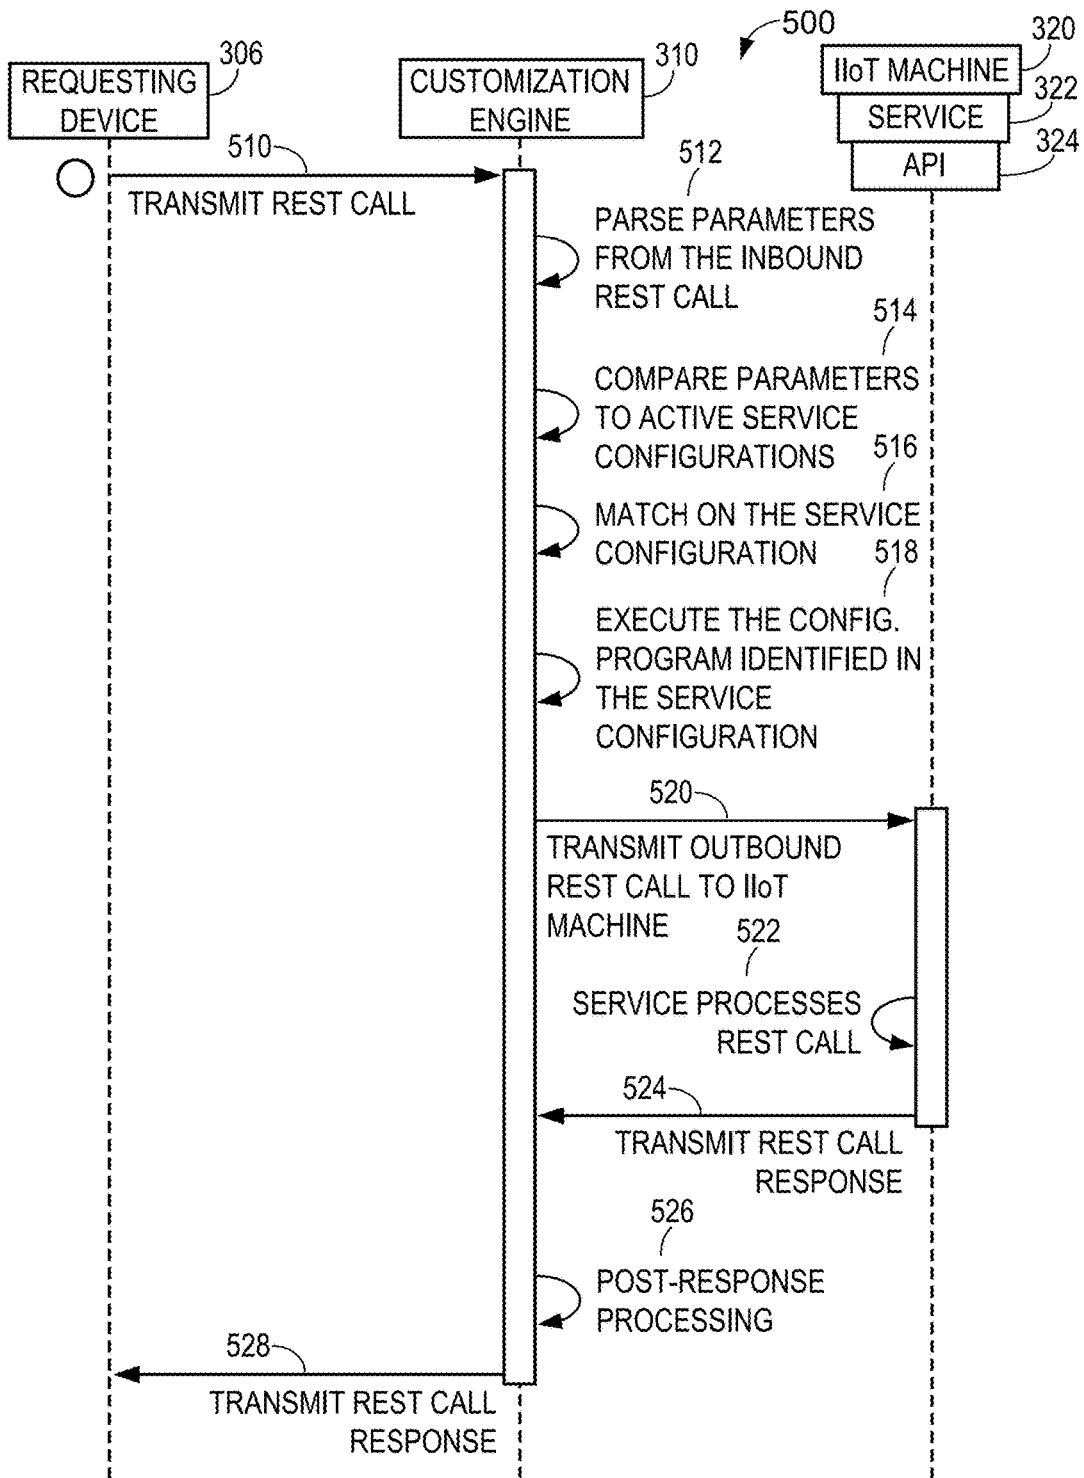 500
306
REQUESTING
DEVICE
310
CUSTOMIZATION
ENGINE
320
IIoT MACHINE
322
SERVICE
324
API
510
TRANSMIT REST CALL
512
PARSE PARAMETERS
FROM THE INBOUND
REST CALL
514
COMPARE PARAMETERS
TO ACTIVE SERVICE
CONFIGURATIONS
516
MATCH ON THE SERVICE
CONFIGURATION
518
EXECUTE THE CONFIG.
PROGRAM IDENTIFIED IN
THE SERVICE
CONFIGURATION
520
TRANSMIT OUTBOUND
REST CALL TO IIoT
MACHINE
522
SERVICE PROCESSES
REST CALL
524
TRANSMIT REST CALL
RESPONSE
526
POST-RESPONSE
PROCESSING
528
TRANSMIT REST CALL
RESPONSE